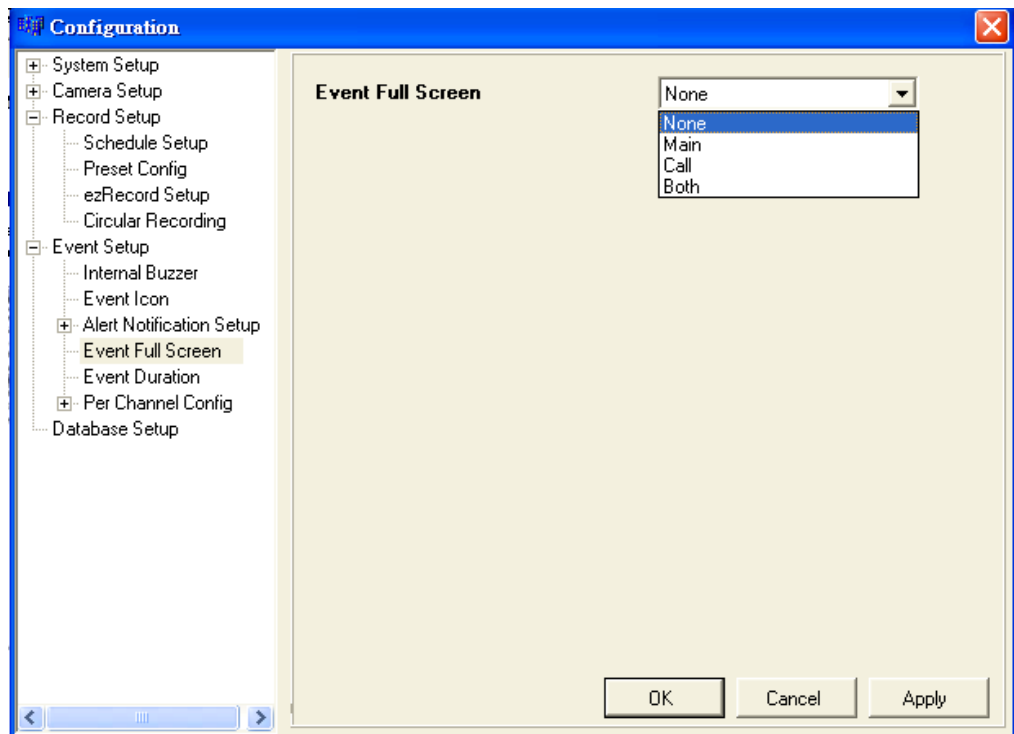 Configuration
System Setup
Camera Setup
Record Setup
Schedule Setup
Preset Config
ezRecord Setup
Circular Recording
Event Setup
Internal Buzzer
Event Icon
Alert Notification Setup
Event Full Screen
Event Duration
Per Channel Config
Database Setup
Event Full Screen
None
None
Main
Call
Both
OK
Cancel
Apply